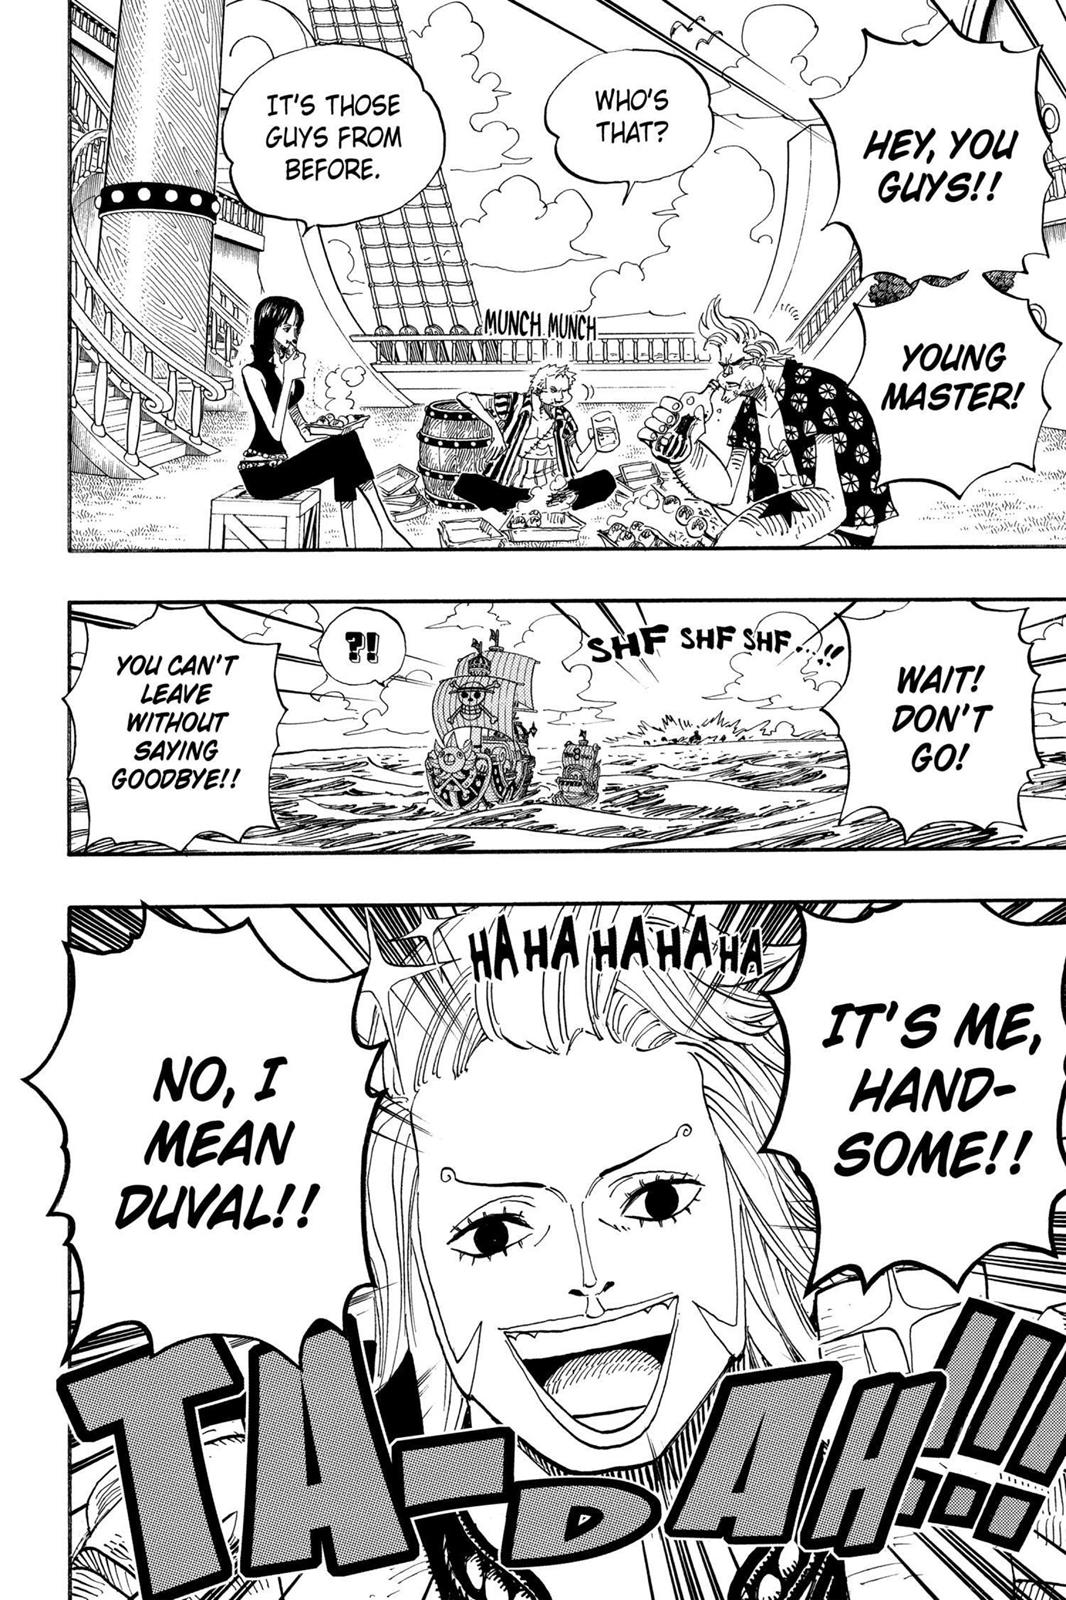 HEY, YOU
GUYS!!
YOUNG
MASTER!
WHO'S
THAT?
IT'S THOSE
GUYS FROM
BEFORE.
MUNCH MUNCH
WAIT!
DON'T
GO!
SHF SHF SHF...!!
?!
YOU CAN'T
LEAVE
WITHOUT
SAYING
GOODBYE!!
IT'S ME,
HAND-
SOME!!
HA HA HA HA HA
NO, I
MEAN
DUVAL!!
TA-DAH!!!